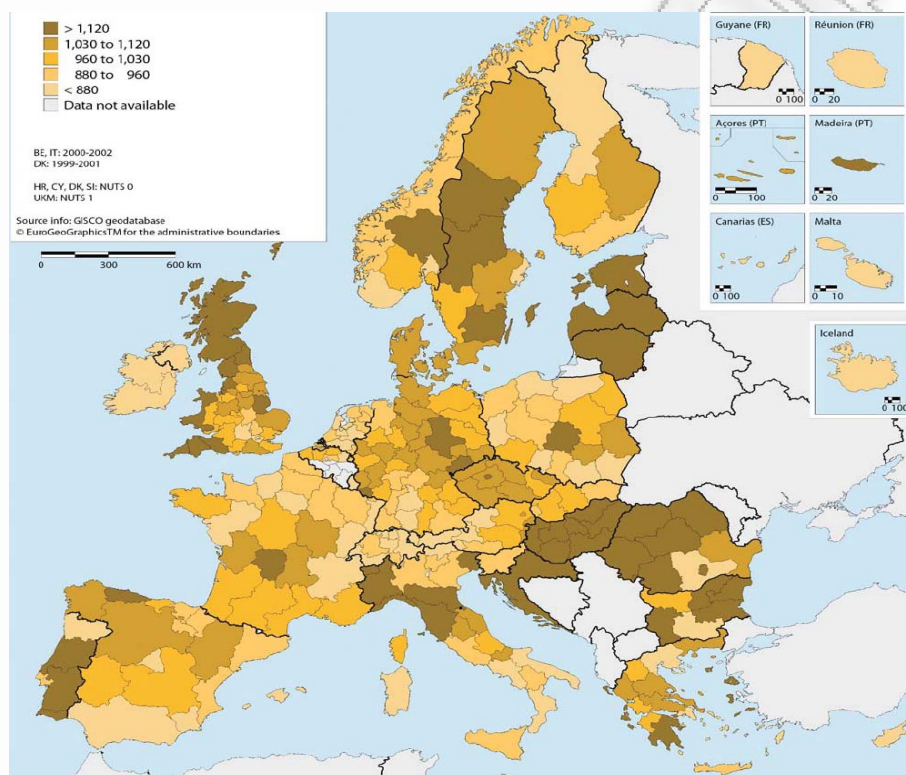 > 1,120
1,030 to 1,120
960 to 1,030
880 to 960
< 880
Data not available
BE, IT: 2000-2002
DK: 1999-2001
HR, CY, DK, SI: NUTS 0
UKM: NUTS 1
Source info: GISCO geodatabase
© EuroGeoGraphicsTM for the administrative boundaries
0 300 600 km
Guyane (FR)
0 100
Réunion (FR)
0 20
Açores (PT)
0 100
Madeira (PT)
0 20
Canarias (ES)
0 100
Malta
0 10
Iceland
0 100